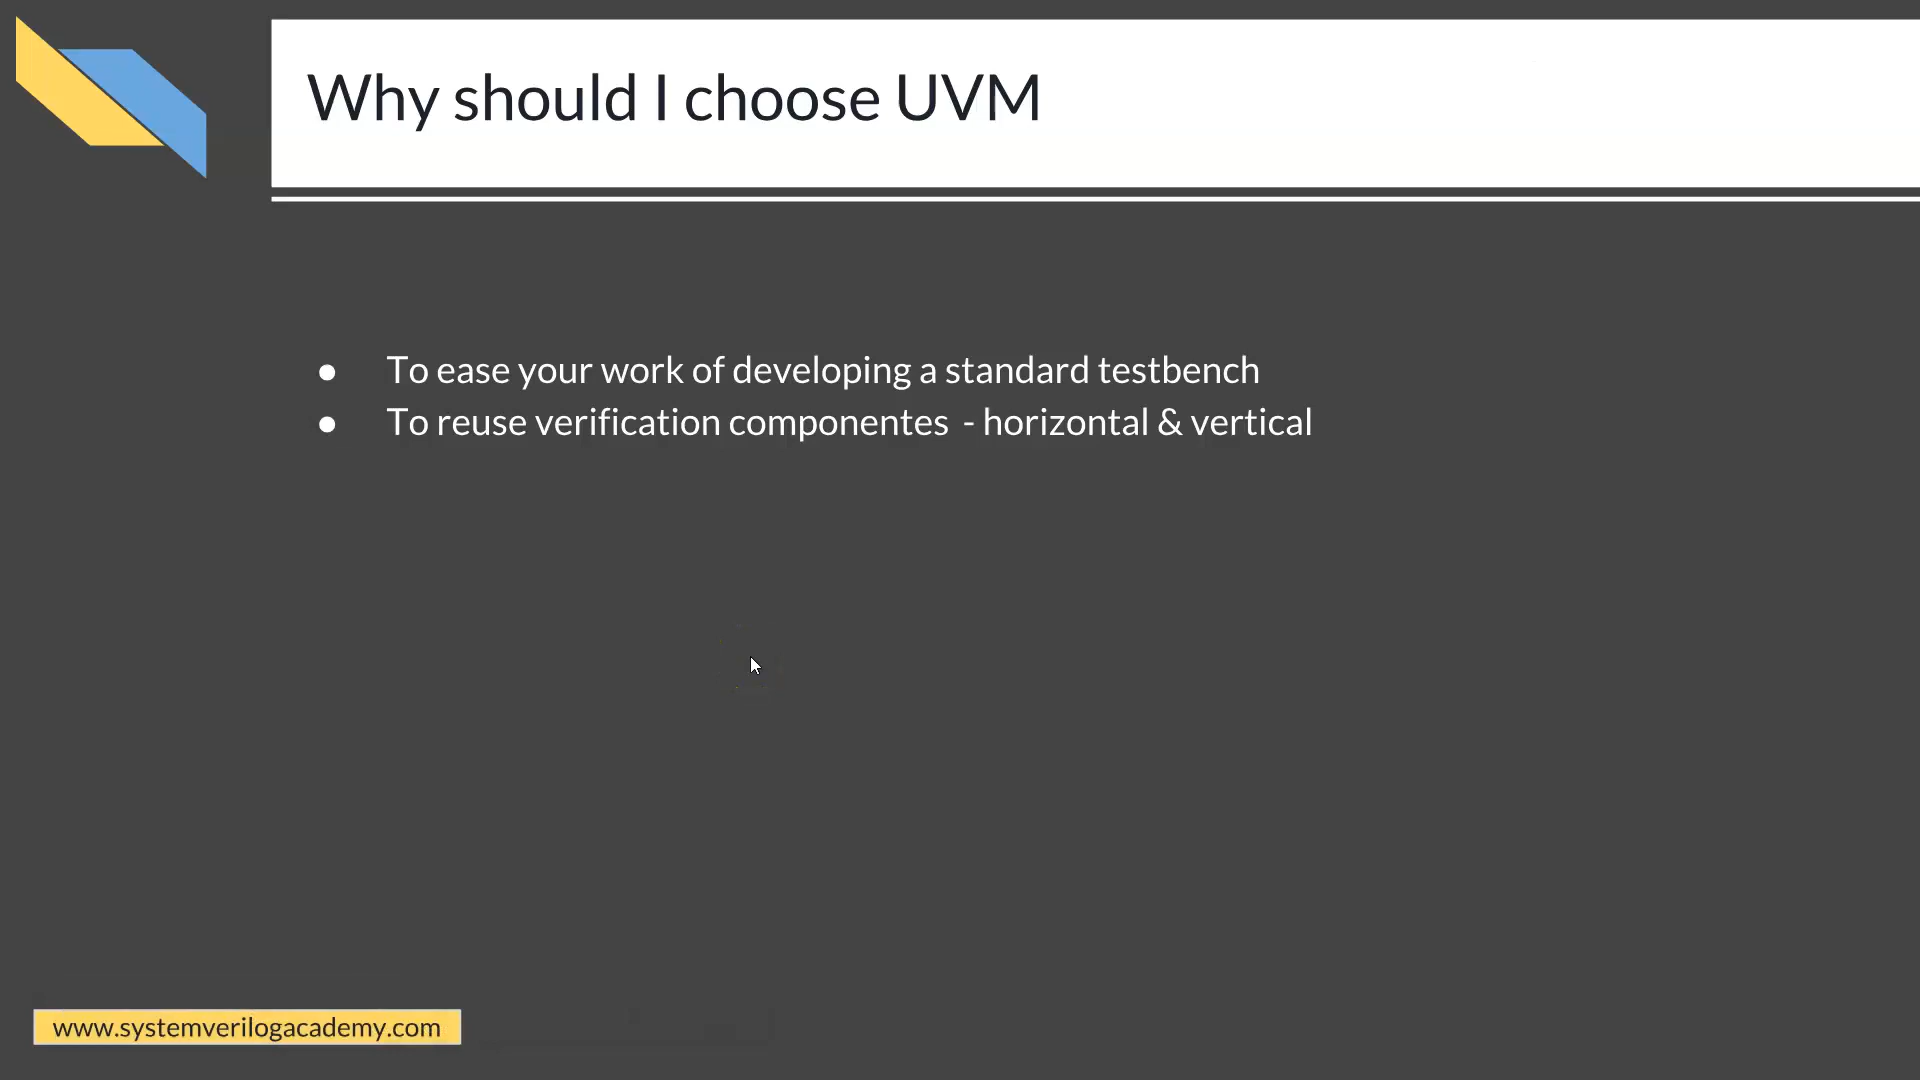 Why should I choose UVM
● To ease your work of developing a standard testbench
● To reuse verification componentes - horizontal & vertical
www.systemverilogacademy.com